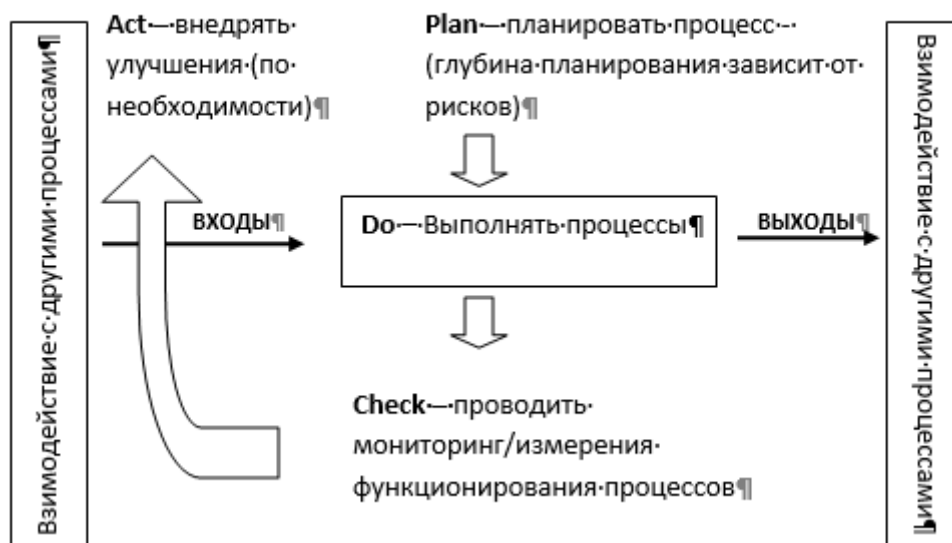 Взимодействие·с·другими·процессами¶
Act·–·внедрять·
улучшения·(по·
необходимости)¶
Plan·–·планировать·процесс·-·
(глубина·планирования·зависит·от·
рисков)¶
ВХОДЫ¶
Do·–·Выполнять·процессы¶
ВЫХОДЫ¶
Check·–·проводить·
мониторинг/измерения·
функционирования·процессов¶
Взимодействие·с·другими·процессами¶